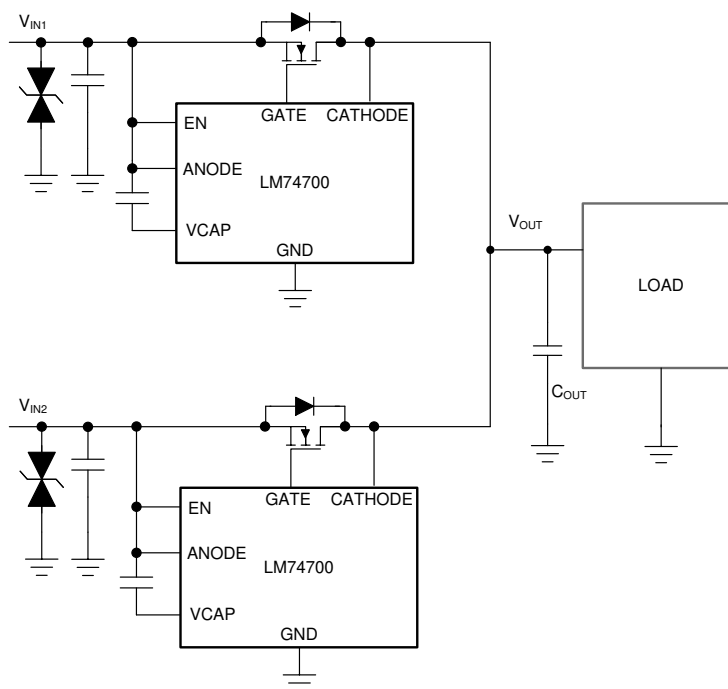 VIN1
GATE CATHODE
EN
ANODE
LM74700
VCAP
GND
VOUT
LOAD
COUT
VIN2
GATE CATHODE
EN
ANODE
LM74700
VCAP
GND